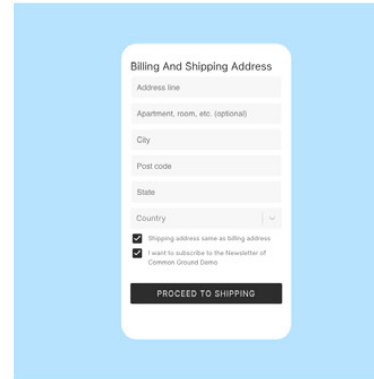 Billing And Shipping Address
Address line
Apartment, room, etc. (optional)
City
Post code
State
Country
Shipping address same as billing address
I want to subscribe to the Newsletter of
Common Ground Demo
PROCEED TO SHIPPING